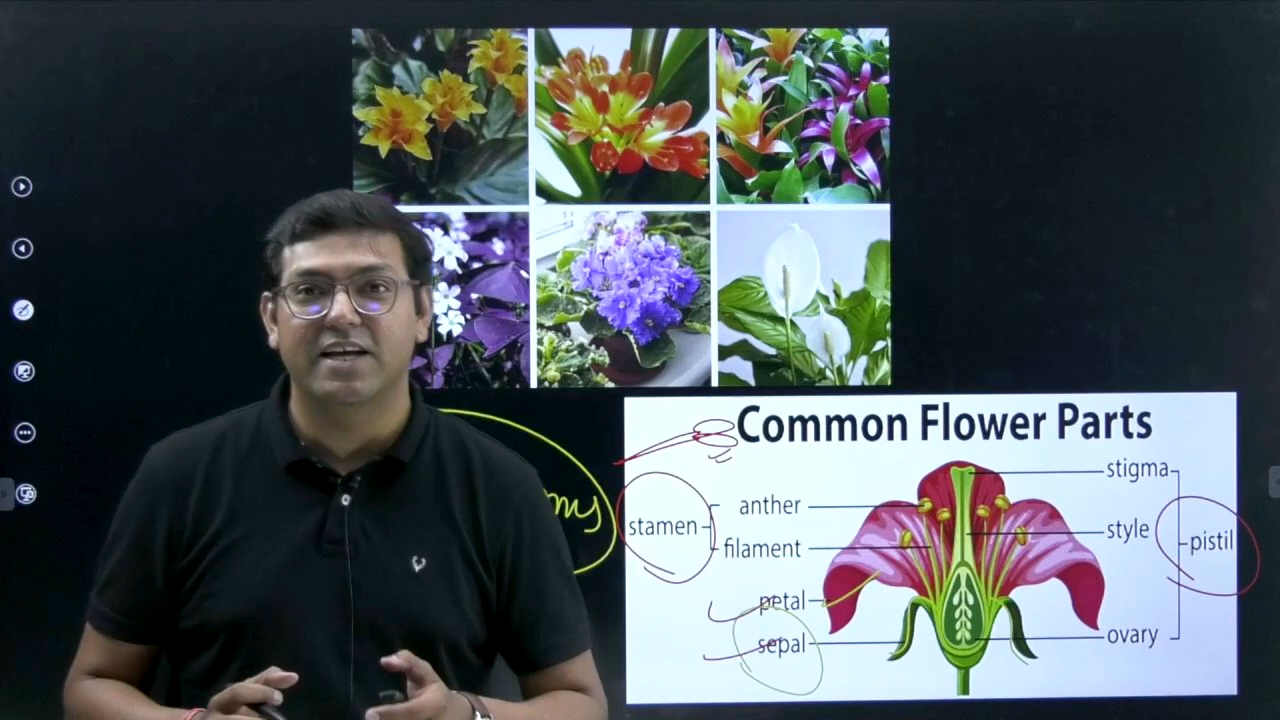 Common Flower Parts
stigma
anther
stamen
style
filament
pistil
petal
sepal
ovary